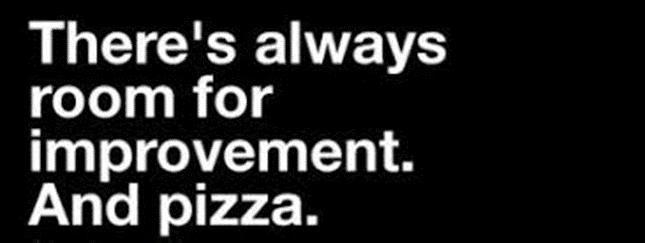 There's always
room for
improvement.
And pizza.